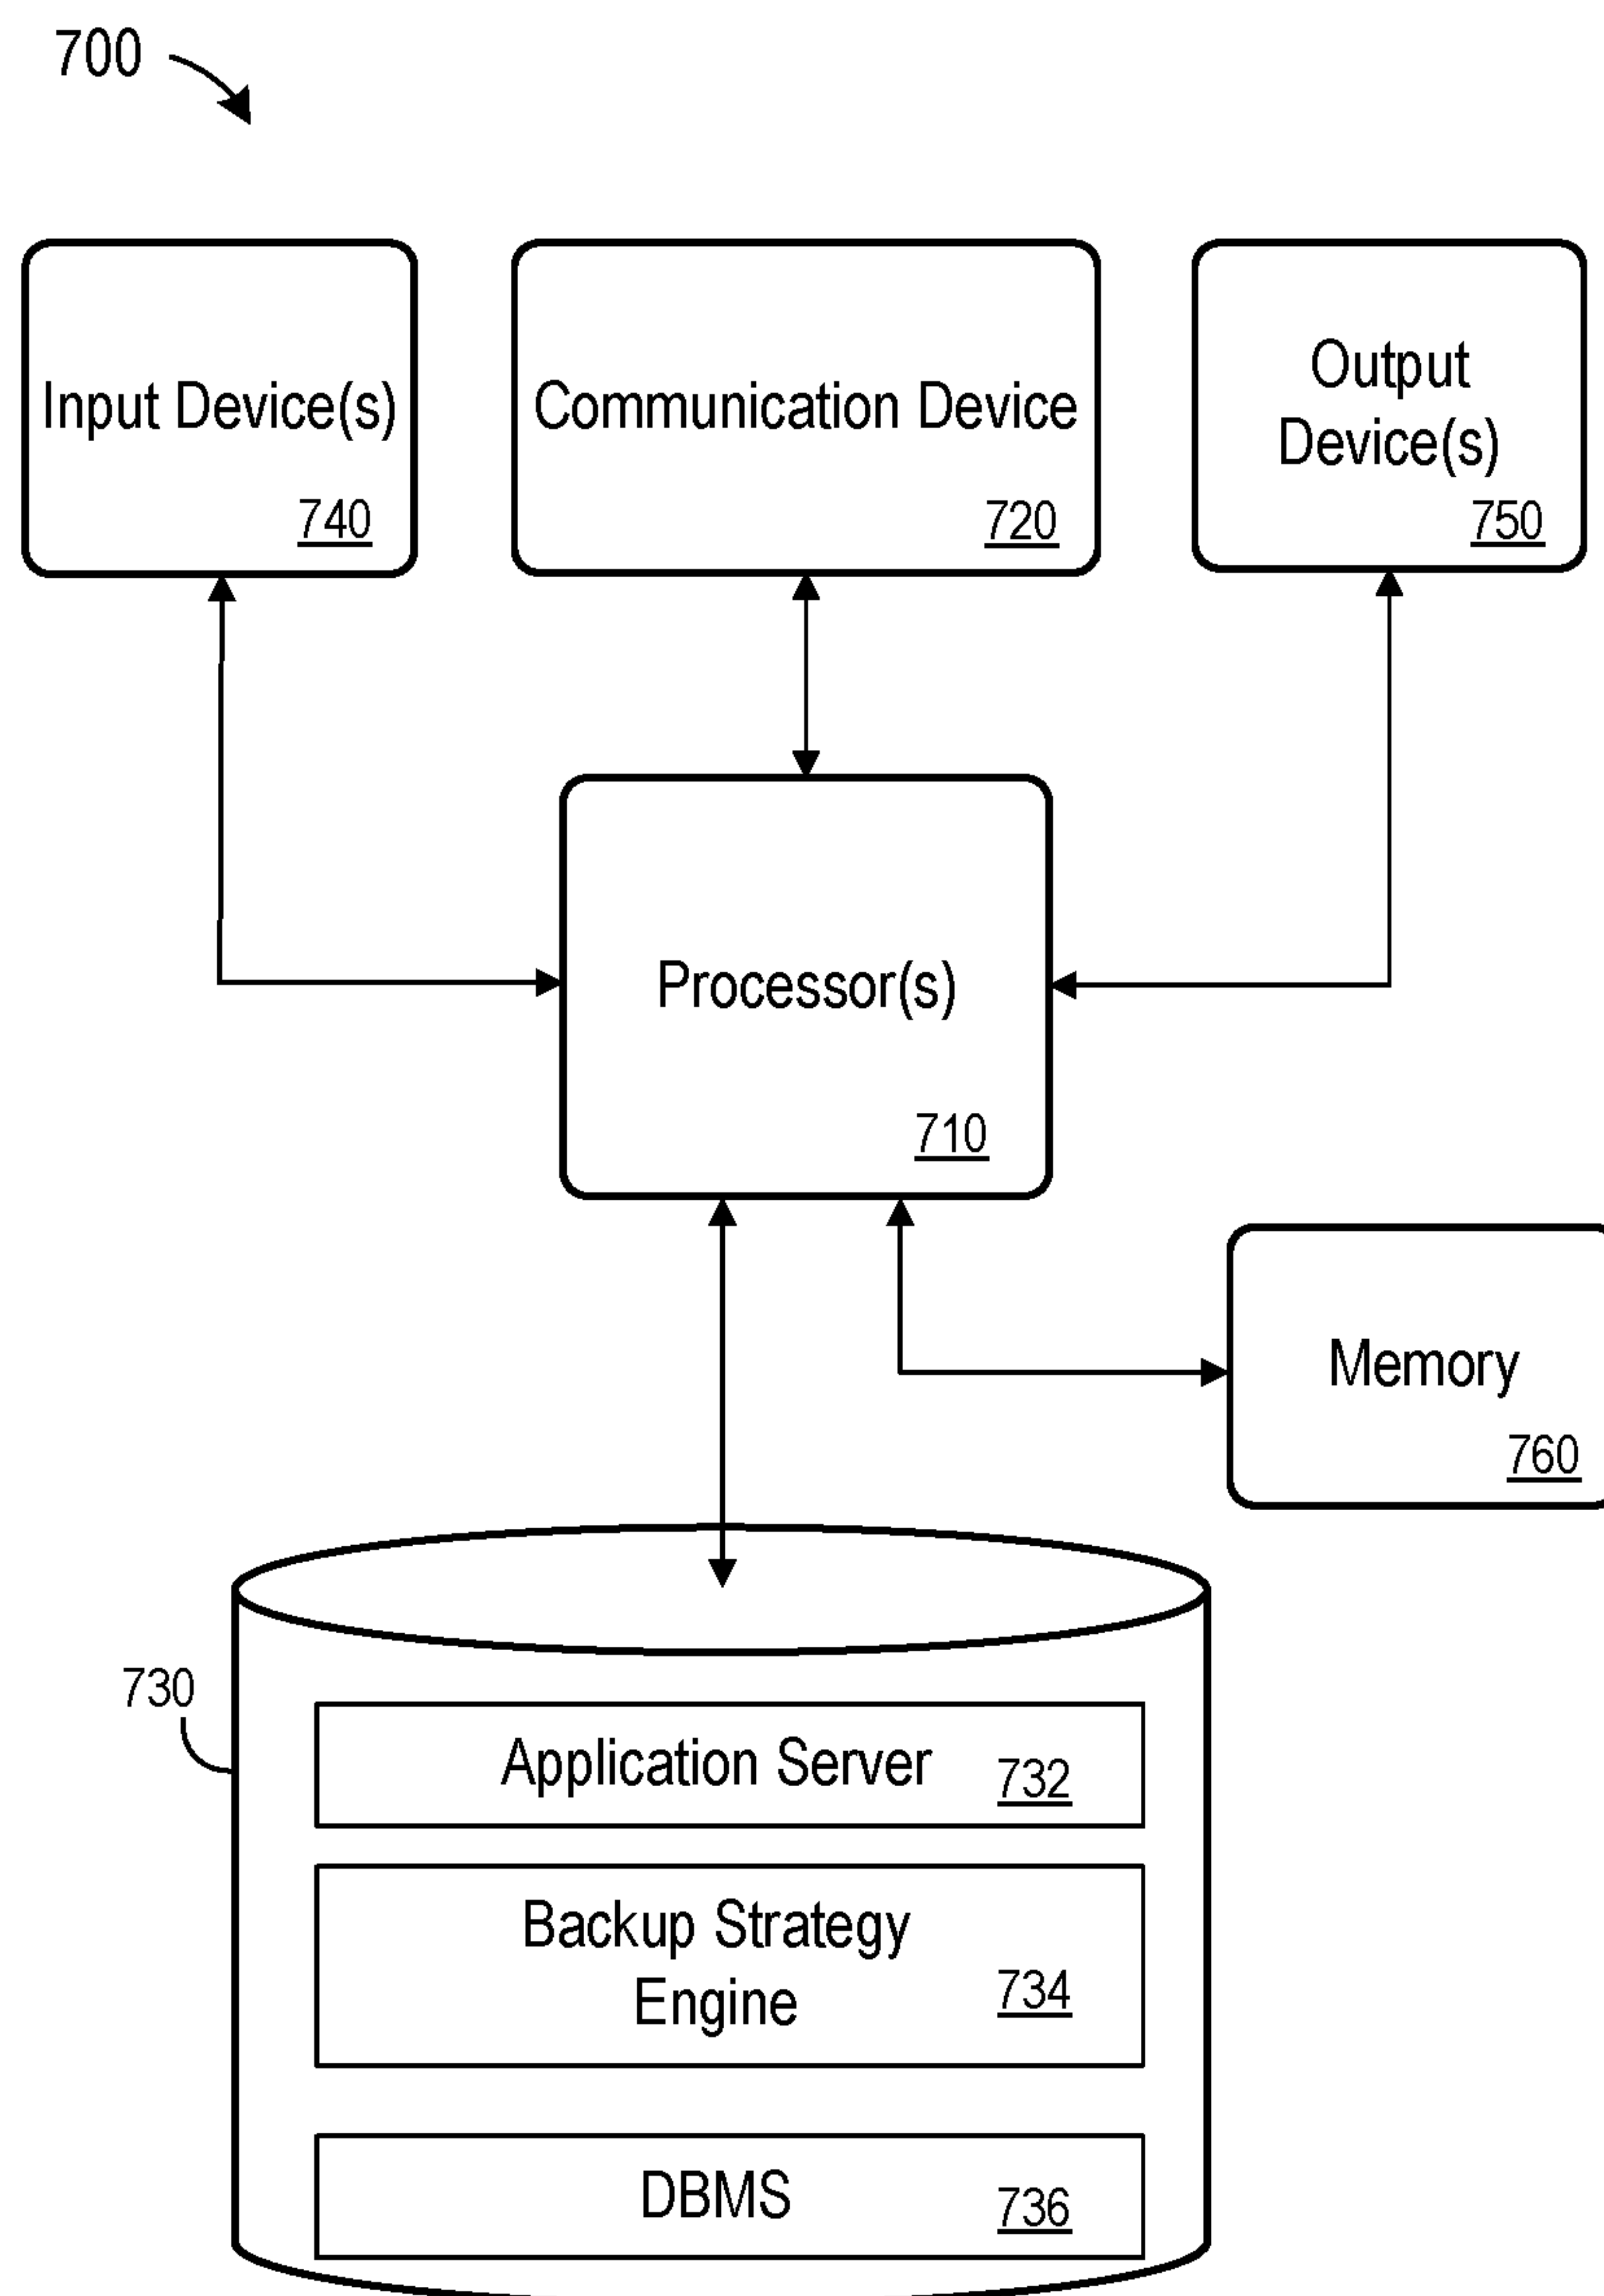 700
Input Device(s)
740
Communication Device
720
Output
Device(s)
750
Processor(s)
710
Memory
760
730
Application Server
732
Backup Strategy
Engine
734
DBMS
736